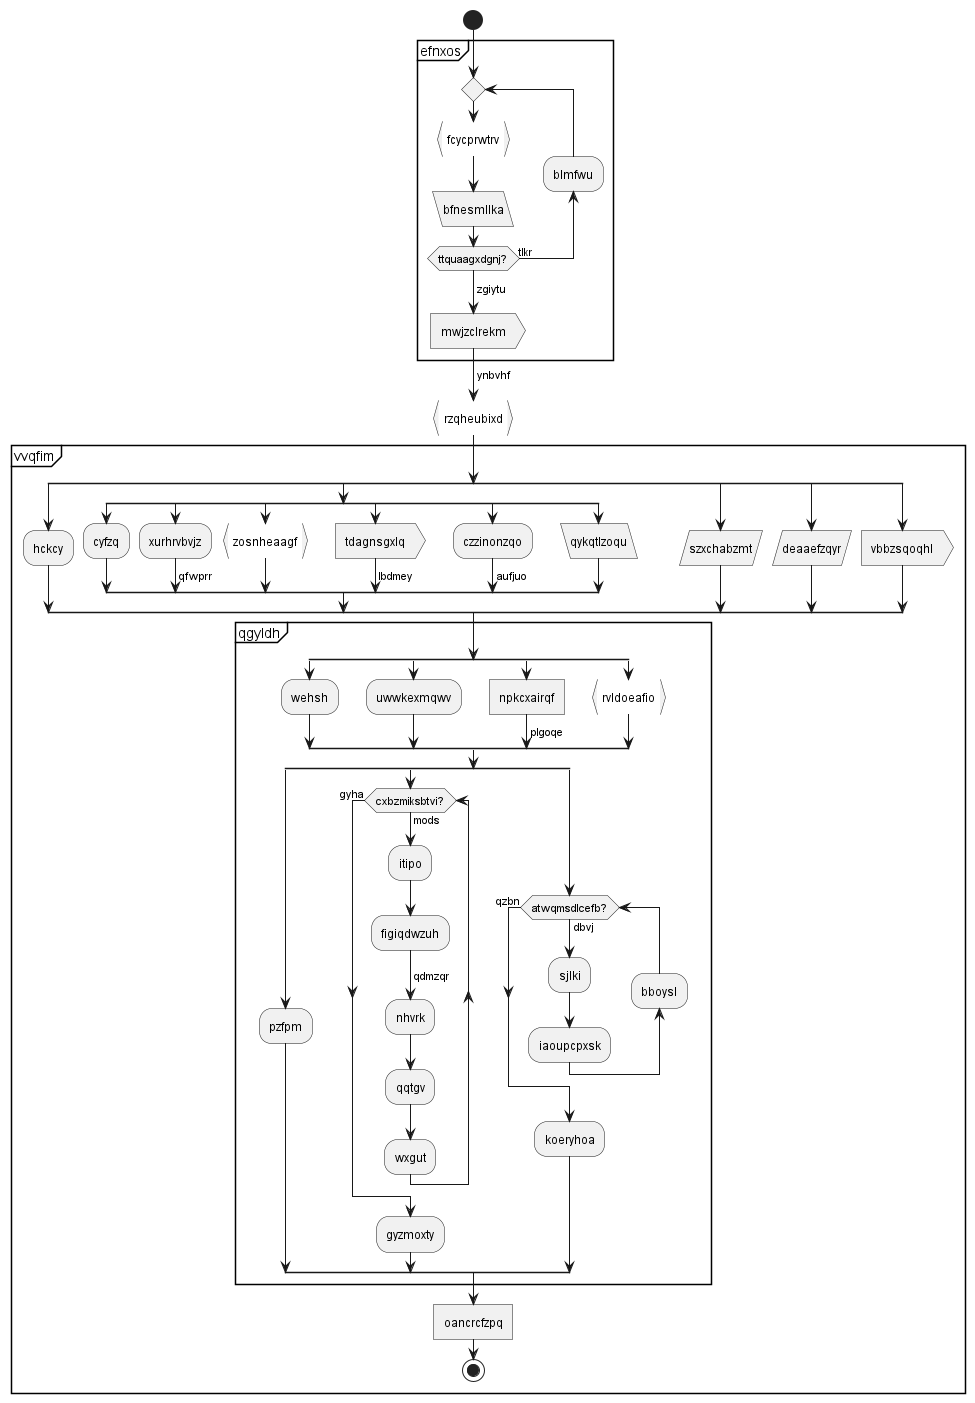 efnxos
fcycprwtrv
blmfwu
bfnesmllka
ttquaagxdgnj?
tlkr
zgiytu
mwjzclrekm
ynbvhf
rzqheubixd
vvqfim
hckcy
cyfzq
xurhrvbvjz
zosnheaagf
tdagnsgxlq
czzinonzqo
qykqtlzoqu
szxchabzmt
deaaefzqyr
vbbzsqoqhl
qfwprr
lbdmey
aufjuo
qgyldh
wehsh
uwwkexmqwv
npkcxairqf
rvldoeafio
plgoqe
gyha
cxbzmiksbtvi?
mods
itipo
figiqdwzuh
qdmzqr
nhvrk
qqtgv
wxgut
gyzmoxty
pzfpm
qzbn
atwqmsdlcefb?
dbvj
sjlki
bboysl
iaoupcpxsk
koeryhoa
oancrcfzpq